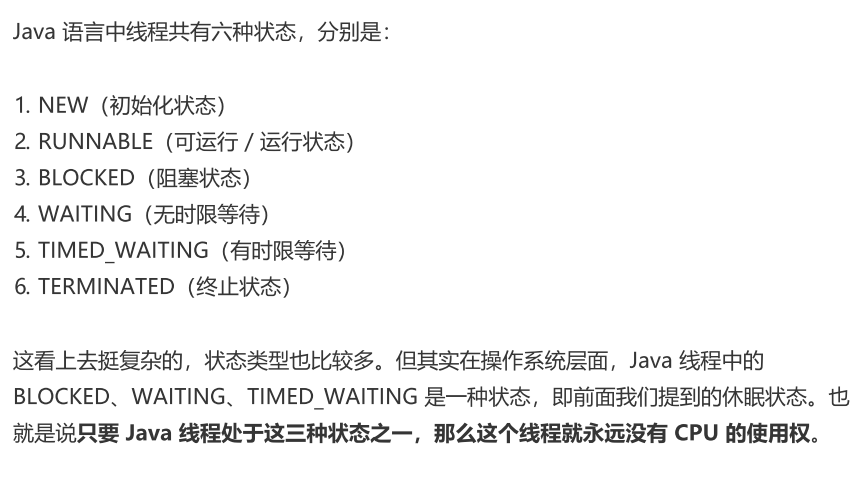 Java 语言中线程共有六种状态，分别是：
1. NEW（初始化状态）
2. RUNNABLE（可运行 / 运行状态）
3. BLOCKED（阻塞状态）
4. WAITING（无时限等待）
5. TIMED_WAITING（有时限等待）
6. TERMINATED（终止状态）
这看上去挺复杂的，状态类型也比较多。但其实在操作系统层面，Java 线程中的
BLOCKED、WAITING、TIMED_WAITING 是一种状态，即前面我们提到的休眠状态。也
就是说只要 Java 线程处于这三种状态之一，那么这个线程就永远没有 CPU 的使用权。